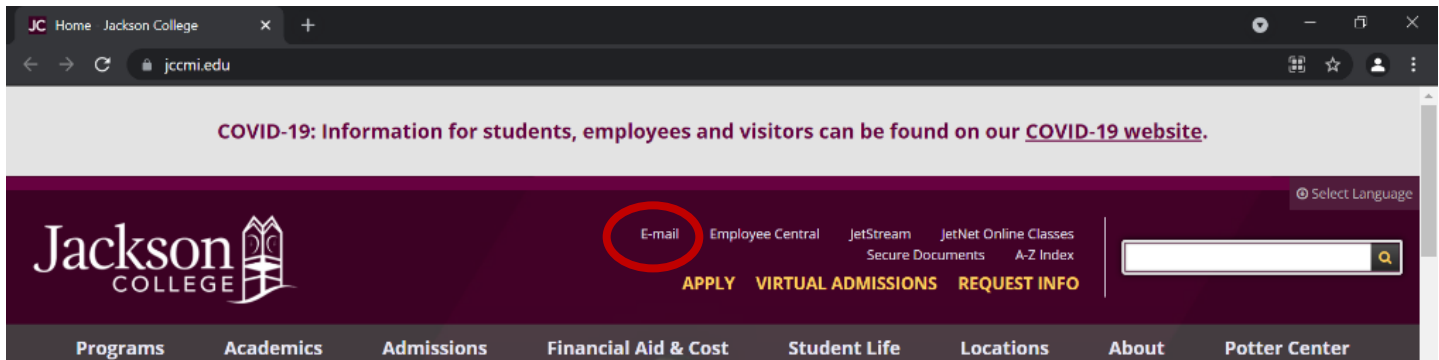 JC Home - Jackson College
jccmi.edu
COVID-19: Information for students, employees and visitors can be found on our COVID-19 website.
Select Language
Jackson
COLLEGE
E-mail Employee Central JetStream JetNet Online Classes
Secure Documents A-Z Index
APPLY VIRTUAL ADMISSIONS REQUEST INFO
Programs Academics Admissions Financial Aid & Cost Student Life Locations About Potter Center